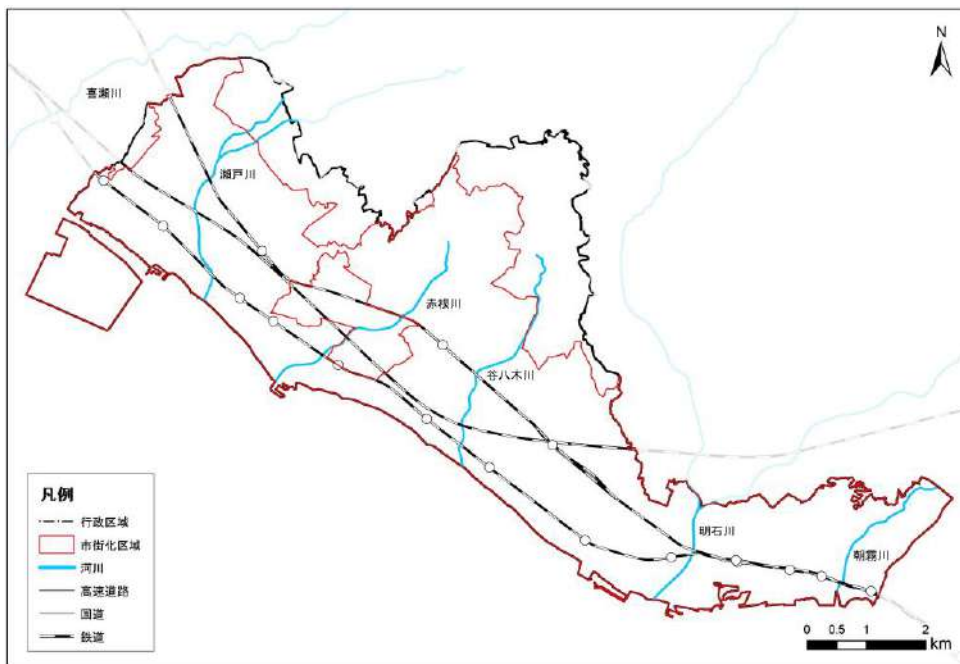 N
喜瀬川
瀬戸川
赤根川
谷八木川
明石川
朝霧川
凡例
行政区域
市街化区域
河川
高速道路
国道
鉄道
0 0.5 1 2
km